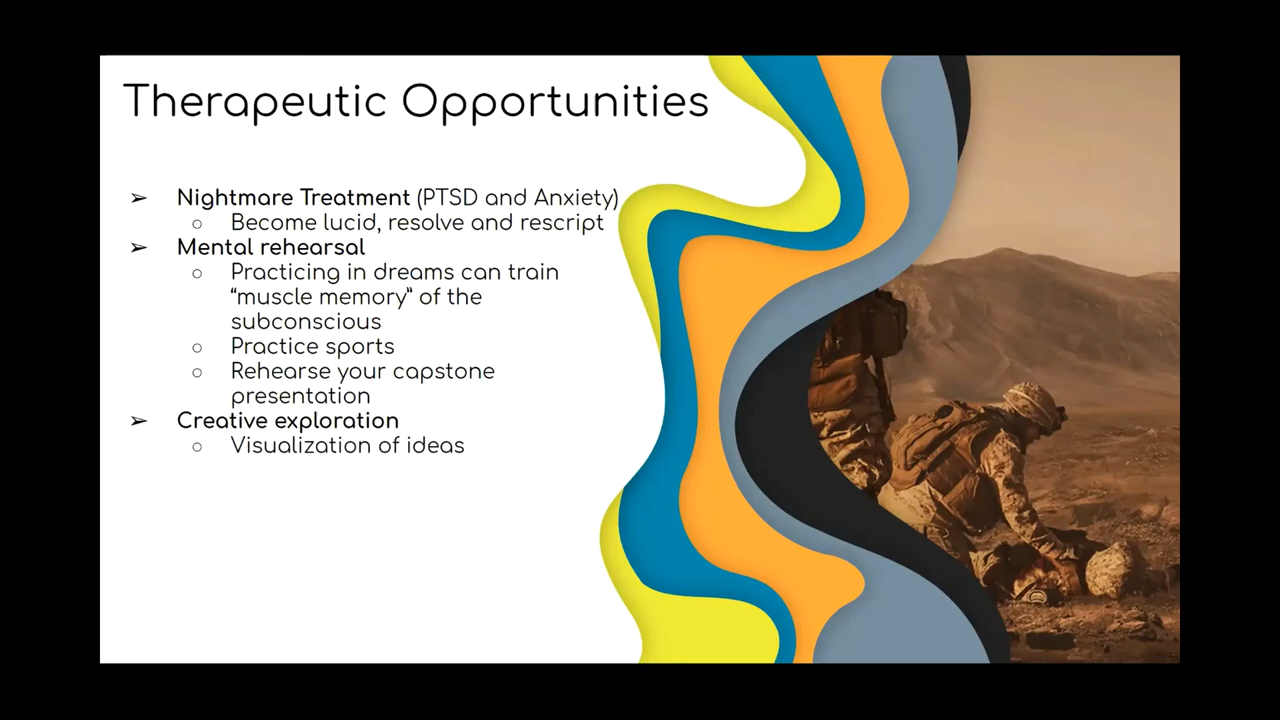 Therapeutic Opportunities
➢ Nightmare Treatment (PTSD and Anxiety)
○ Become lucid, resolve and rescript
➢ Mental rehearsal
○ Practicing in dreams can train
“muscle memory” of the
subconscious
○ Practice sports
○ Rehearse your capstone
presentation
➢ Creative exploration
○ Visualization of ideas